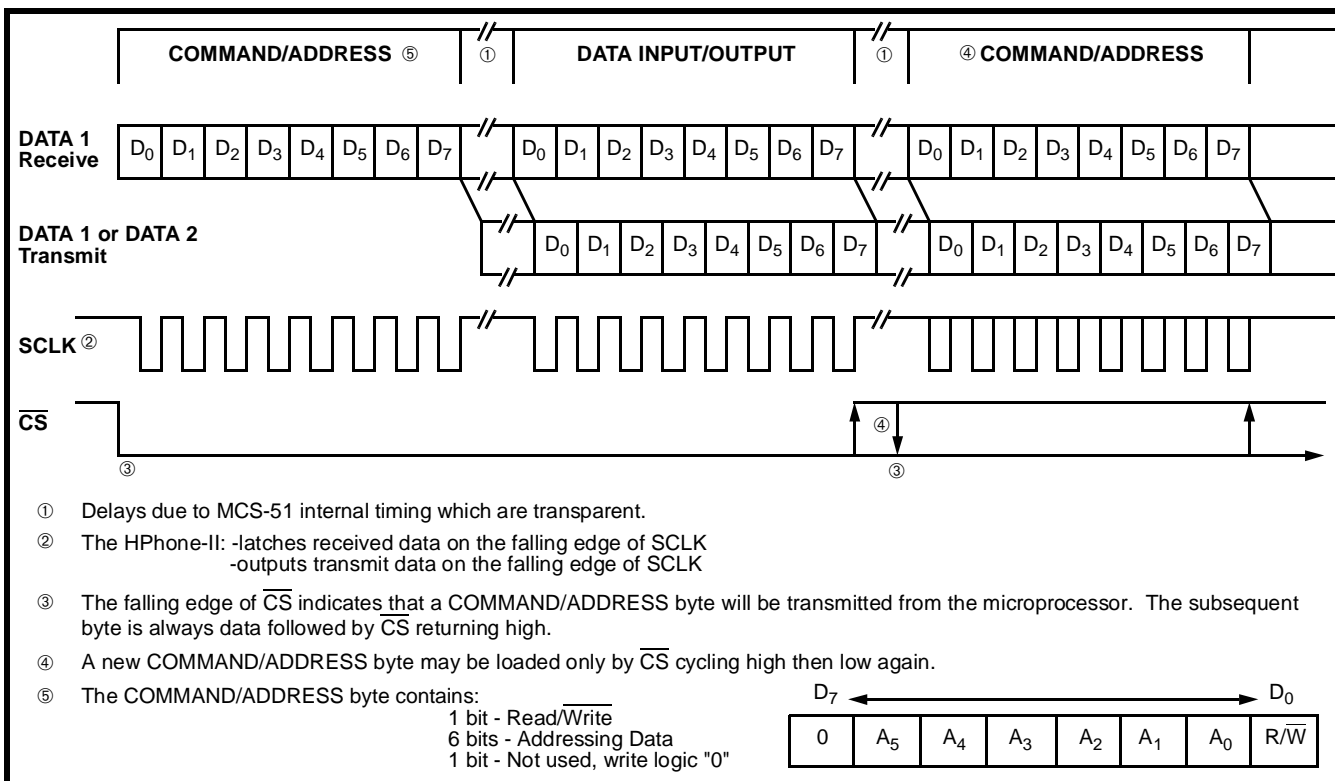 COMMAND/ADDRESS ⑤ ① DATA INPUT/OUTPUT ① ④ COMMAND/ADDRESS
DATA 1
Receive
D0 D1 D2 D3 D4 D5 D6 D7 D0 D1 D2 D3 D4 D5 D6 D7 D0 D1 D2 D3 D4 D5 D6 D7
DATA 1 or DATA 2
Transmit
D0 D1 D2 D3 D4 D5 D6 D7 D0 D1 D2 D3 D4 D5 D6 D7
SCLK ②
C̅S̅
④
③ ③
① Delays due to MCS-51 internal timing which are transparent.
② The HPhone-II: -latches received data on the falling edge of SCLK
-outputs transmit data on the falling edge of SCLK
③ The falling edge of C̅S̅ indicates that a COMMAND/ADDRESS byte will be transmitted from the microprocessor. The subsequent
byte is always data followed by C̅S̅ returning high.
④ A new COMMAND/ADDRESS byte may be loaded only by C̅S̅ cycling high then low again.
⑤ The COMMAND/ADDRESS byte contains:
1 bit - Read/W̅r̅i̅t̅e̅
6 bits - Addressing Data
1 bit - Not used, write logic "0"
D7 D0
0 A5 A4 A3 A2 A1 A0 R/W̅